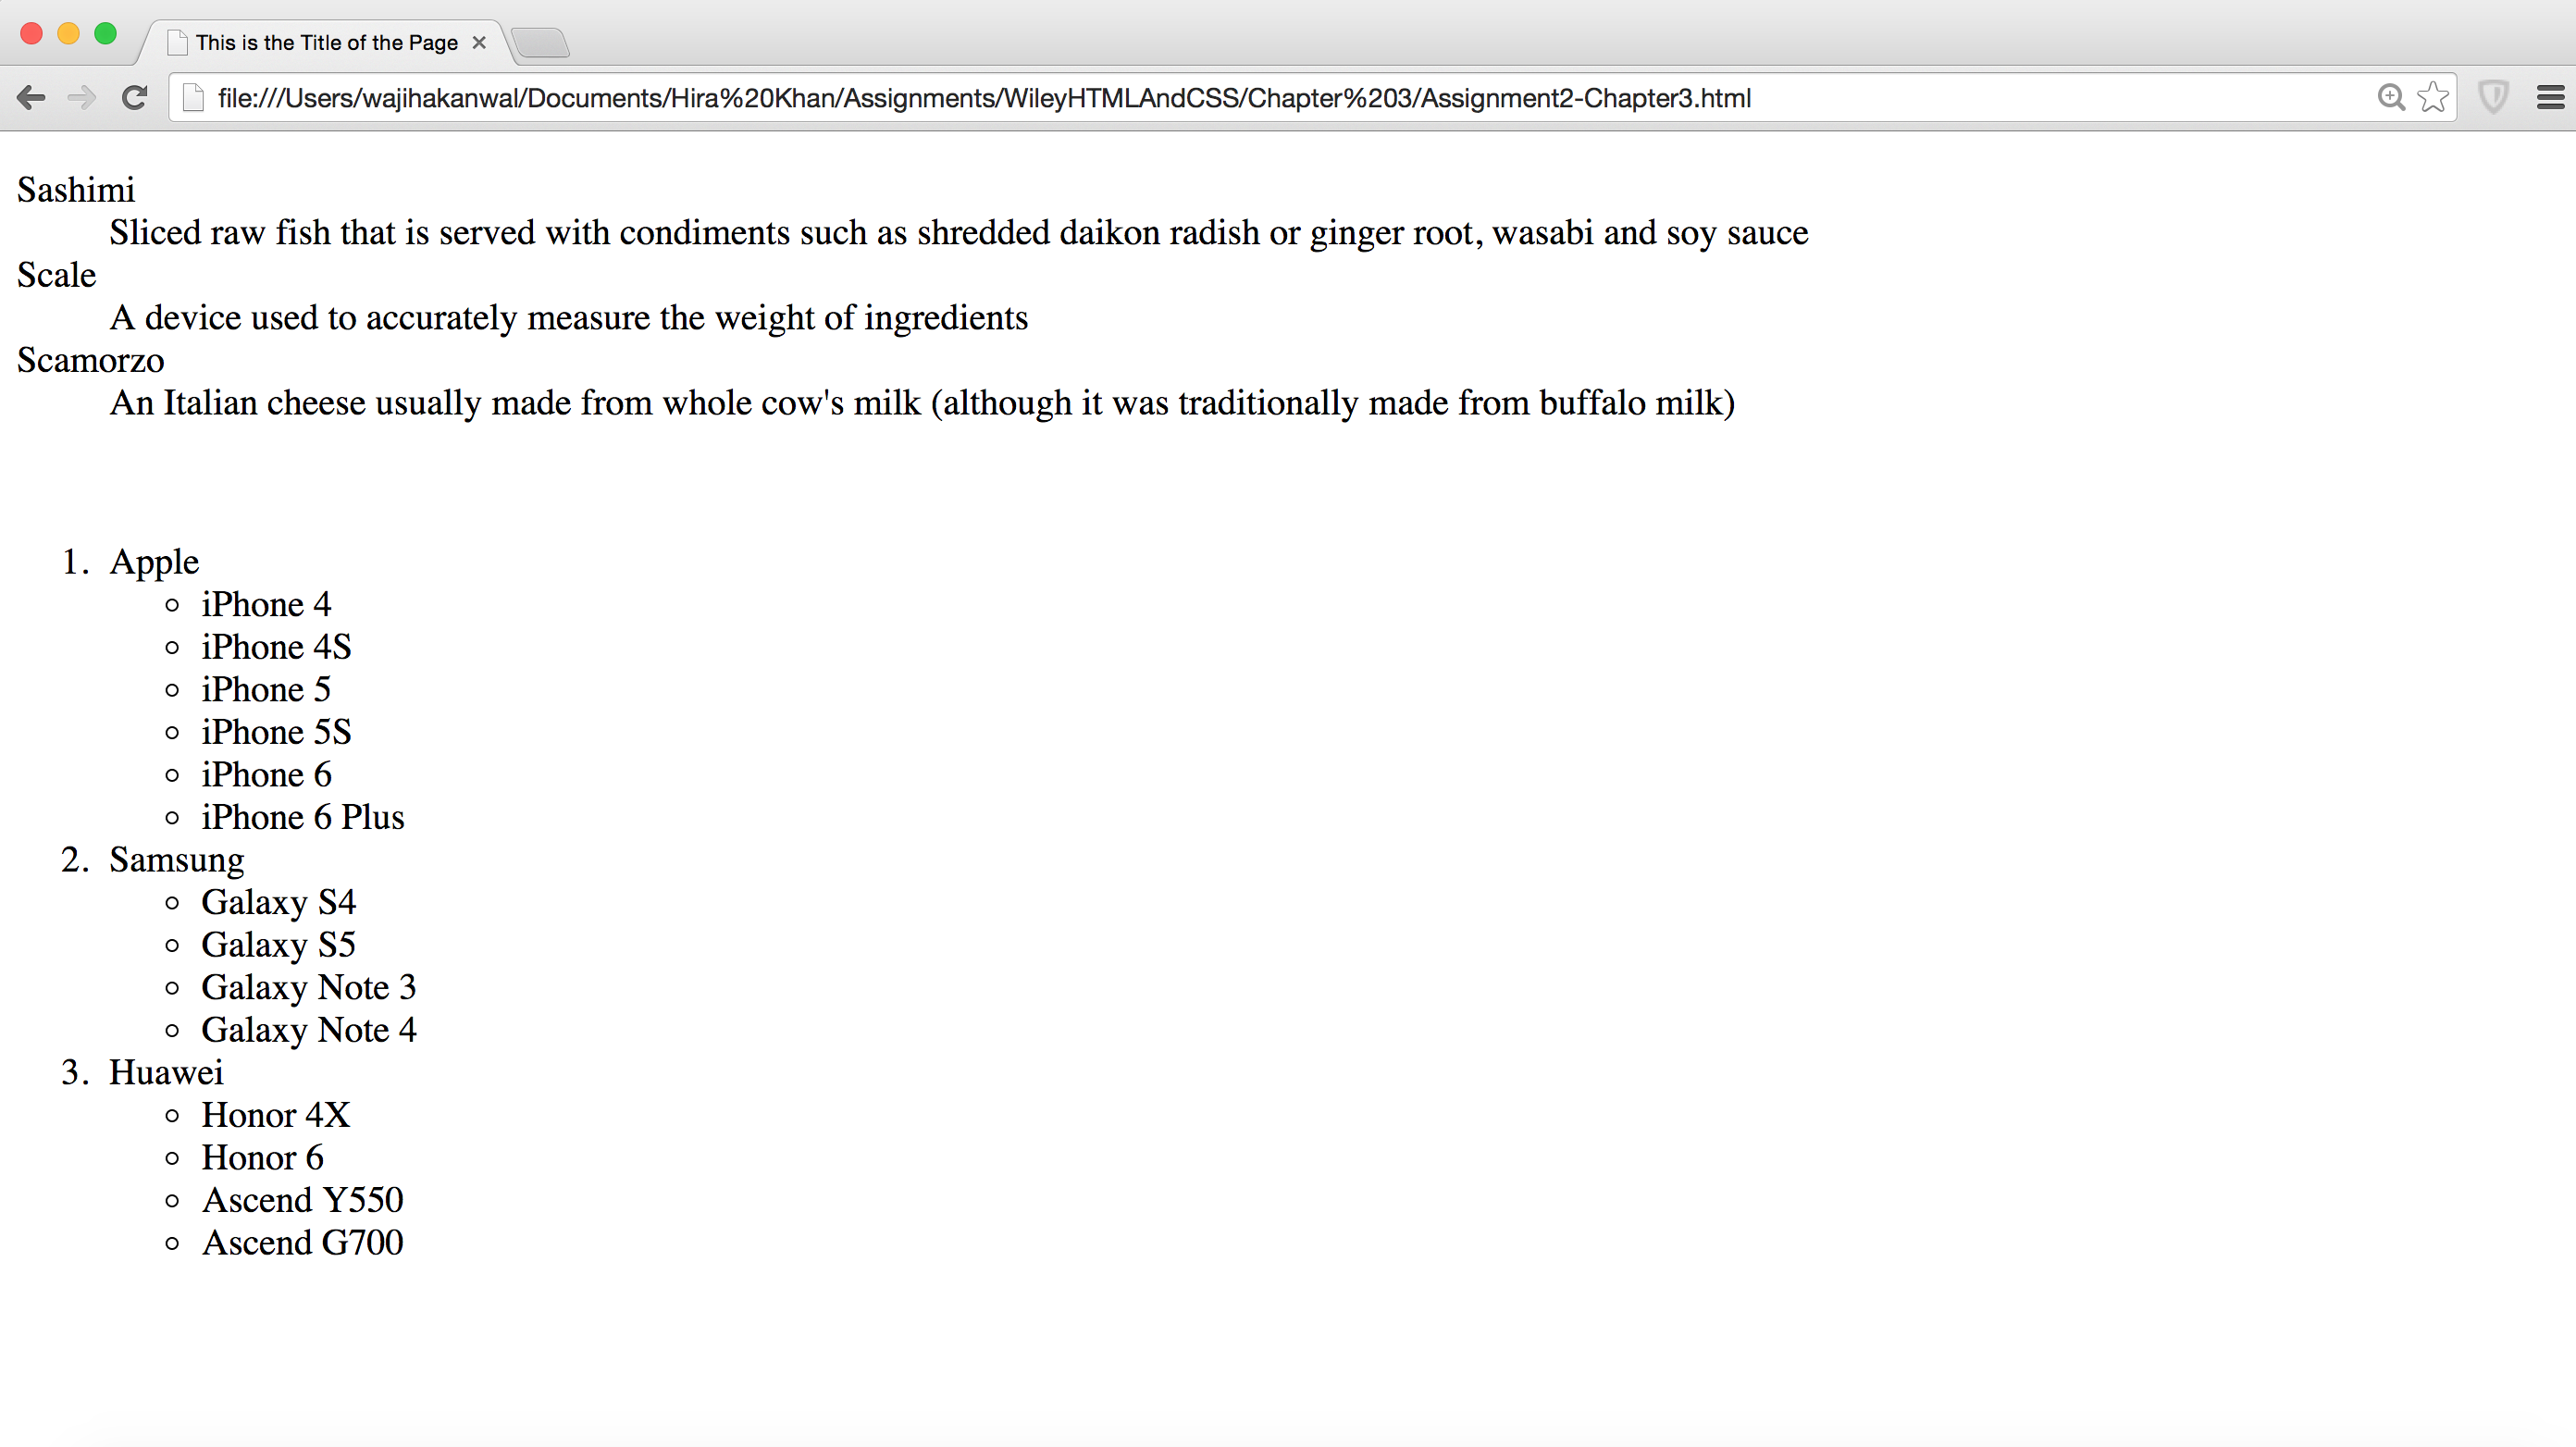 This is the Title of the Page
file:///Users/wajihakanwal/Documents/Hira%20Khan/Assignments/WileyHTMLAndCSS/Chapter%203/Assignment2-Chapter3.html
Sashimi
Sliced raw fish that is served with condiments such as shredded daikon radish or ginger root, wasabi and soy sauce
Scale
A device used to accurately measure the weight of ingredients
Scamorzo
An Italian cheese usually made from whole cow's milk (although it was traditionally made from buffalo milk)
1. Apple
iPhone 4
iPhone 4S
iPhone 5
iPhone 5S
iPhone 6
iPhone 6 Plus
2. Samsung
Galaxy S4
Galaxy S5
Galaxy Note 3
Galaxy Note 4
3. Huawei
Honor 4X
Honor 6
Ascend Y550
Ascend G700